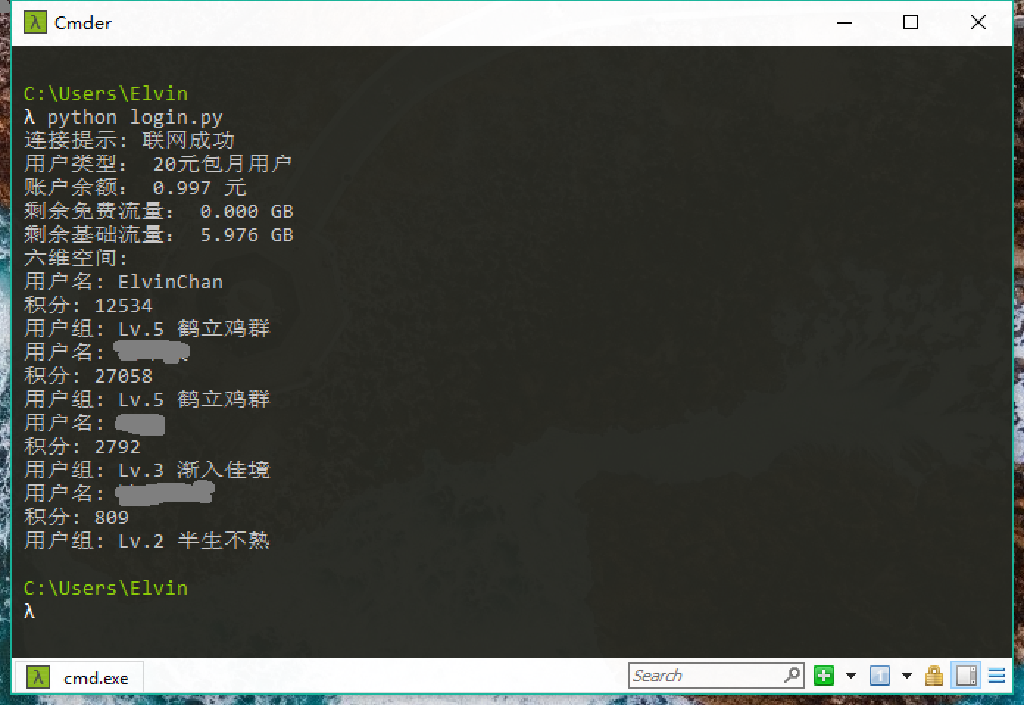 Cmder
C:\Users\Elvin
λ python login.py
连接提示: 联网成功
用户类型:  20元包月用户
账户余额:  0.997 元
剩余免费流量:  0.000 GB
剩余基础流量:  5.976 GB
六维空间:
用户名: ElvinChan
积分: 12534
用户组: Lv.5 鹤立鸡群
用户名:
积分: 27058
用户组: Lv.5 鹤立鸡群
用户名:
积分: 2792
用户组: Lv.3 渐入佳境
用户名:
积分: 809
用户组: Lv.2 半生不熟
C:\Users\Elvin
λ
λ cmd.exe
Search